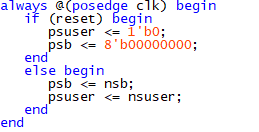 always @(posedge clk) begin
if (reset) begin
psuser <= 1'b0;
psb <= 8'b00000000;
end
else begin
psb <= nsb;
psuser <= nsuser;
end
end